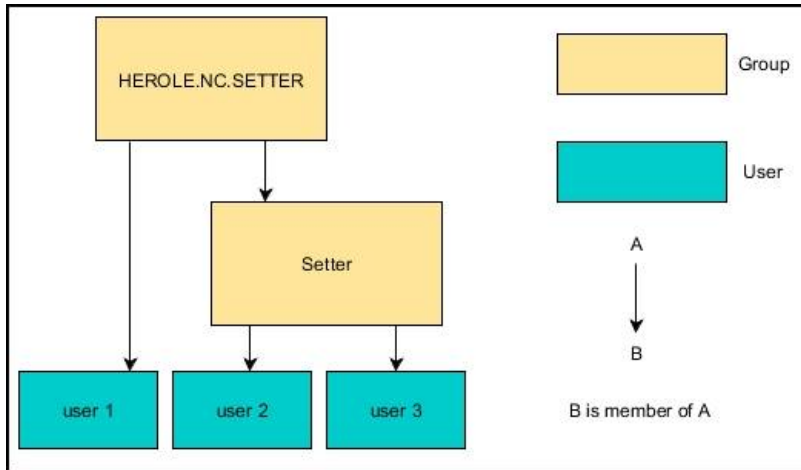 HEROLE.NC.SETTER
Setter
user 1
user 2
user 3
Group
User
A
B
B is member of A